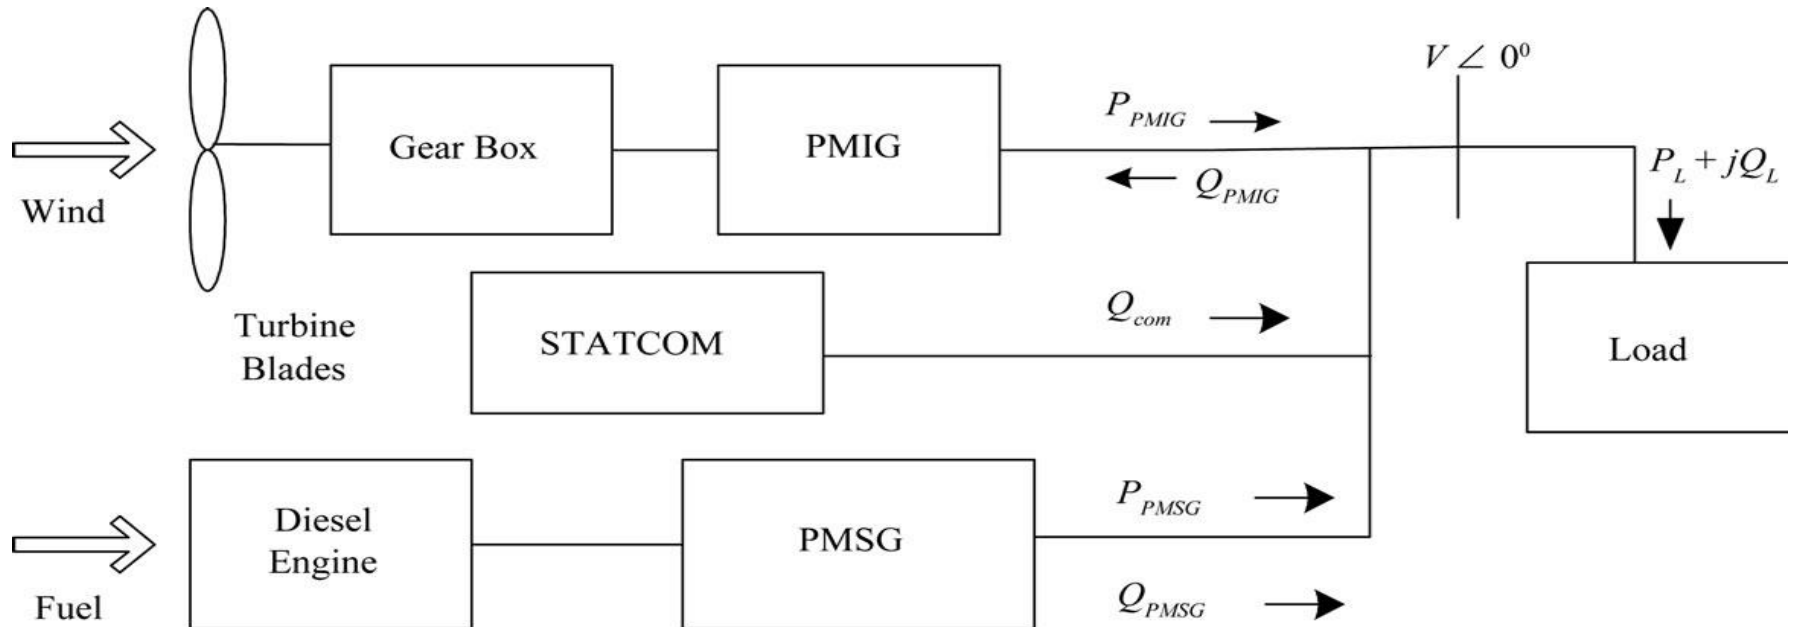 V ∠ 0⁰
P_PMIG
Gear Box
PMIG
P_L + jQ_L
Q_PMIG
Wind
Q_com
Turbine
Blades
STATCOM
Load
P_PMSG
Diesel
Engine
PMSG
Fuel
Q_PMSG